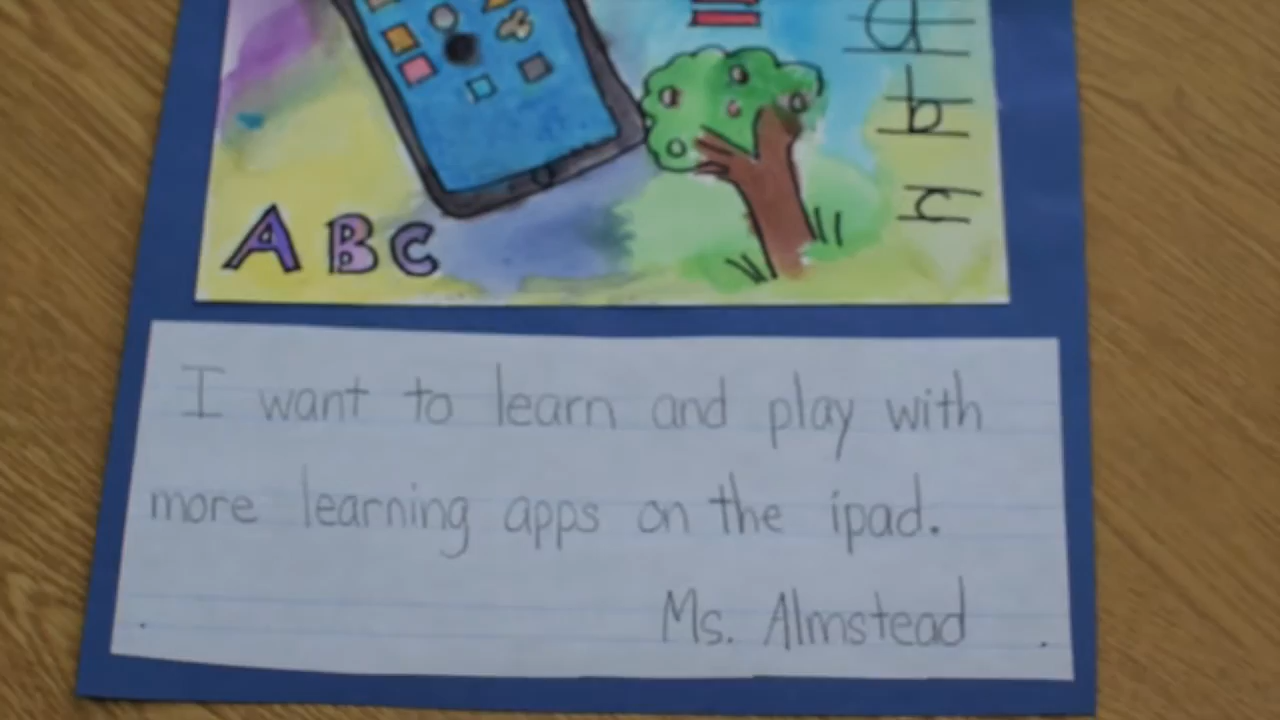 a
b
c
A B C
I want to learn and play with
more learning apps on the ipad.
Ms. Almstead